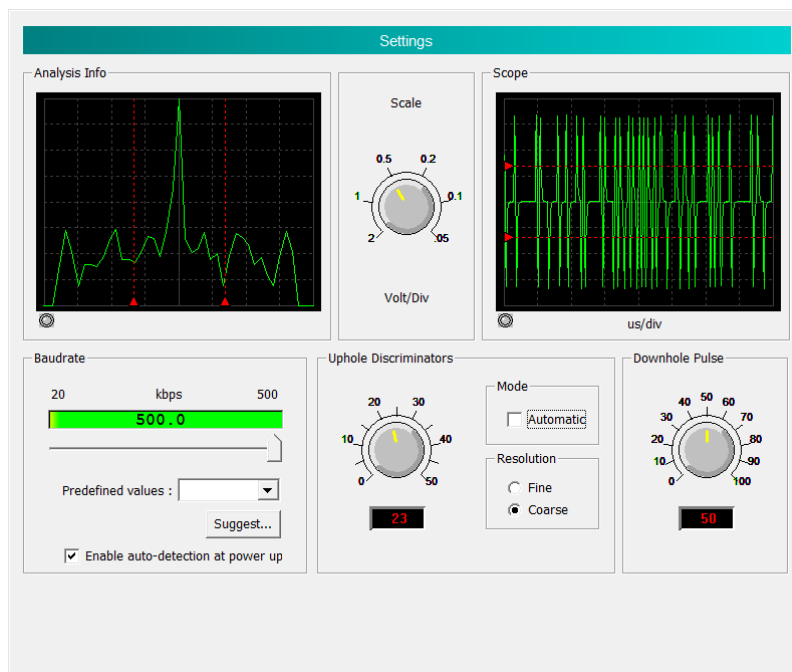 Settings
Analysis Info
Scale
0.5 0.2
1 0.1
2 .05
Volt/Div
Scope
us/div
Baudrate
20 kbps 500
500.0
Predefined values :
Suggest...
Enable auto-detection at power up
Uphole Discriminators
20 30
10 40
0 50
23
Mode
Automatic
Resolution
Fine
Coarse
Downhole Pulse
40 50 60
30 70
20 80
10 90
0 100
50